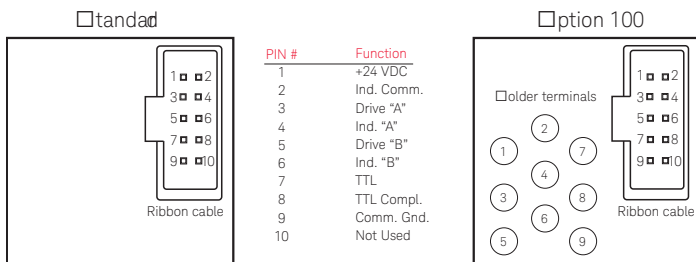 □tandard
□ption 100
1 2
3 4
5 6
7 8
9 10
Ribbon cable
PIN # Function
1 +24 VDC
2 Ind. Comm.
3 Drive “A”
4 Ind. “A”
5 Drive “B”
6 Ind. “B”
7 TTL
8 TTL Compl.
9 Comm. Gnd.
10 Not Used
□older terminals
2
1 7
4
3 8
6
5 9
1 2
3 4
5 6
7 8
9 10
Ribbon cable